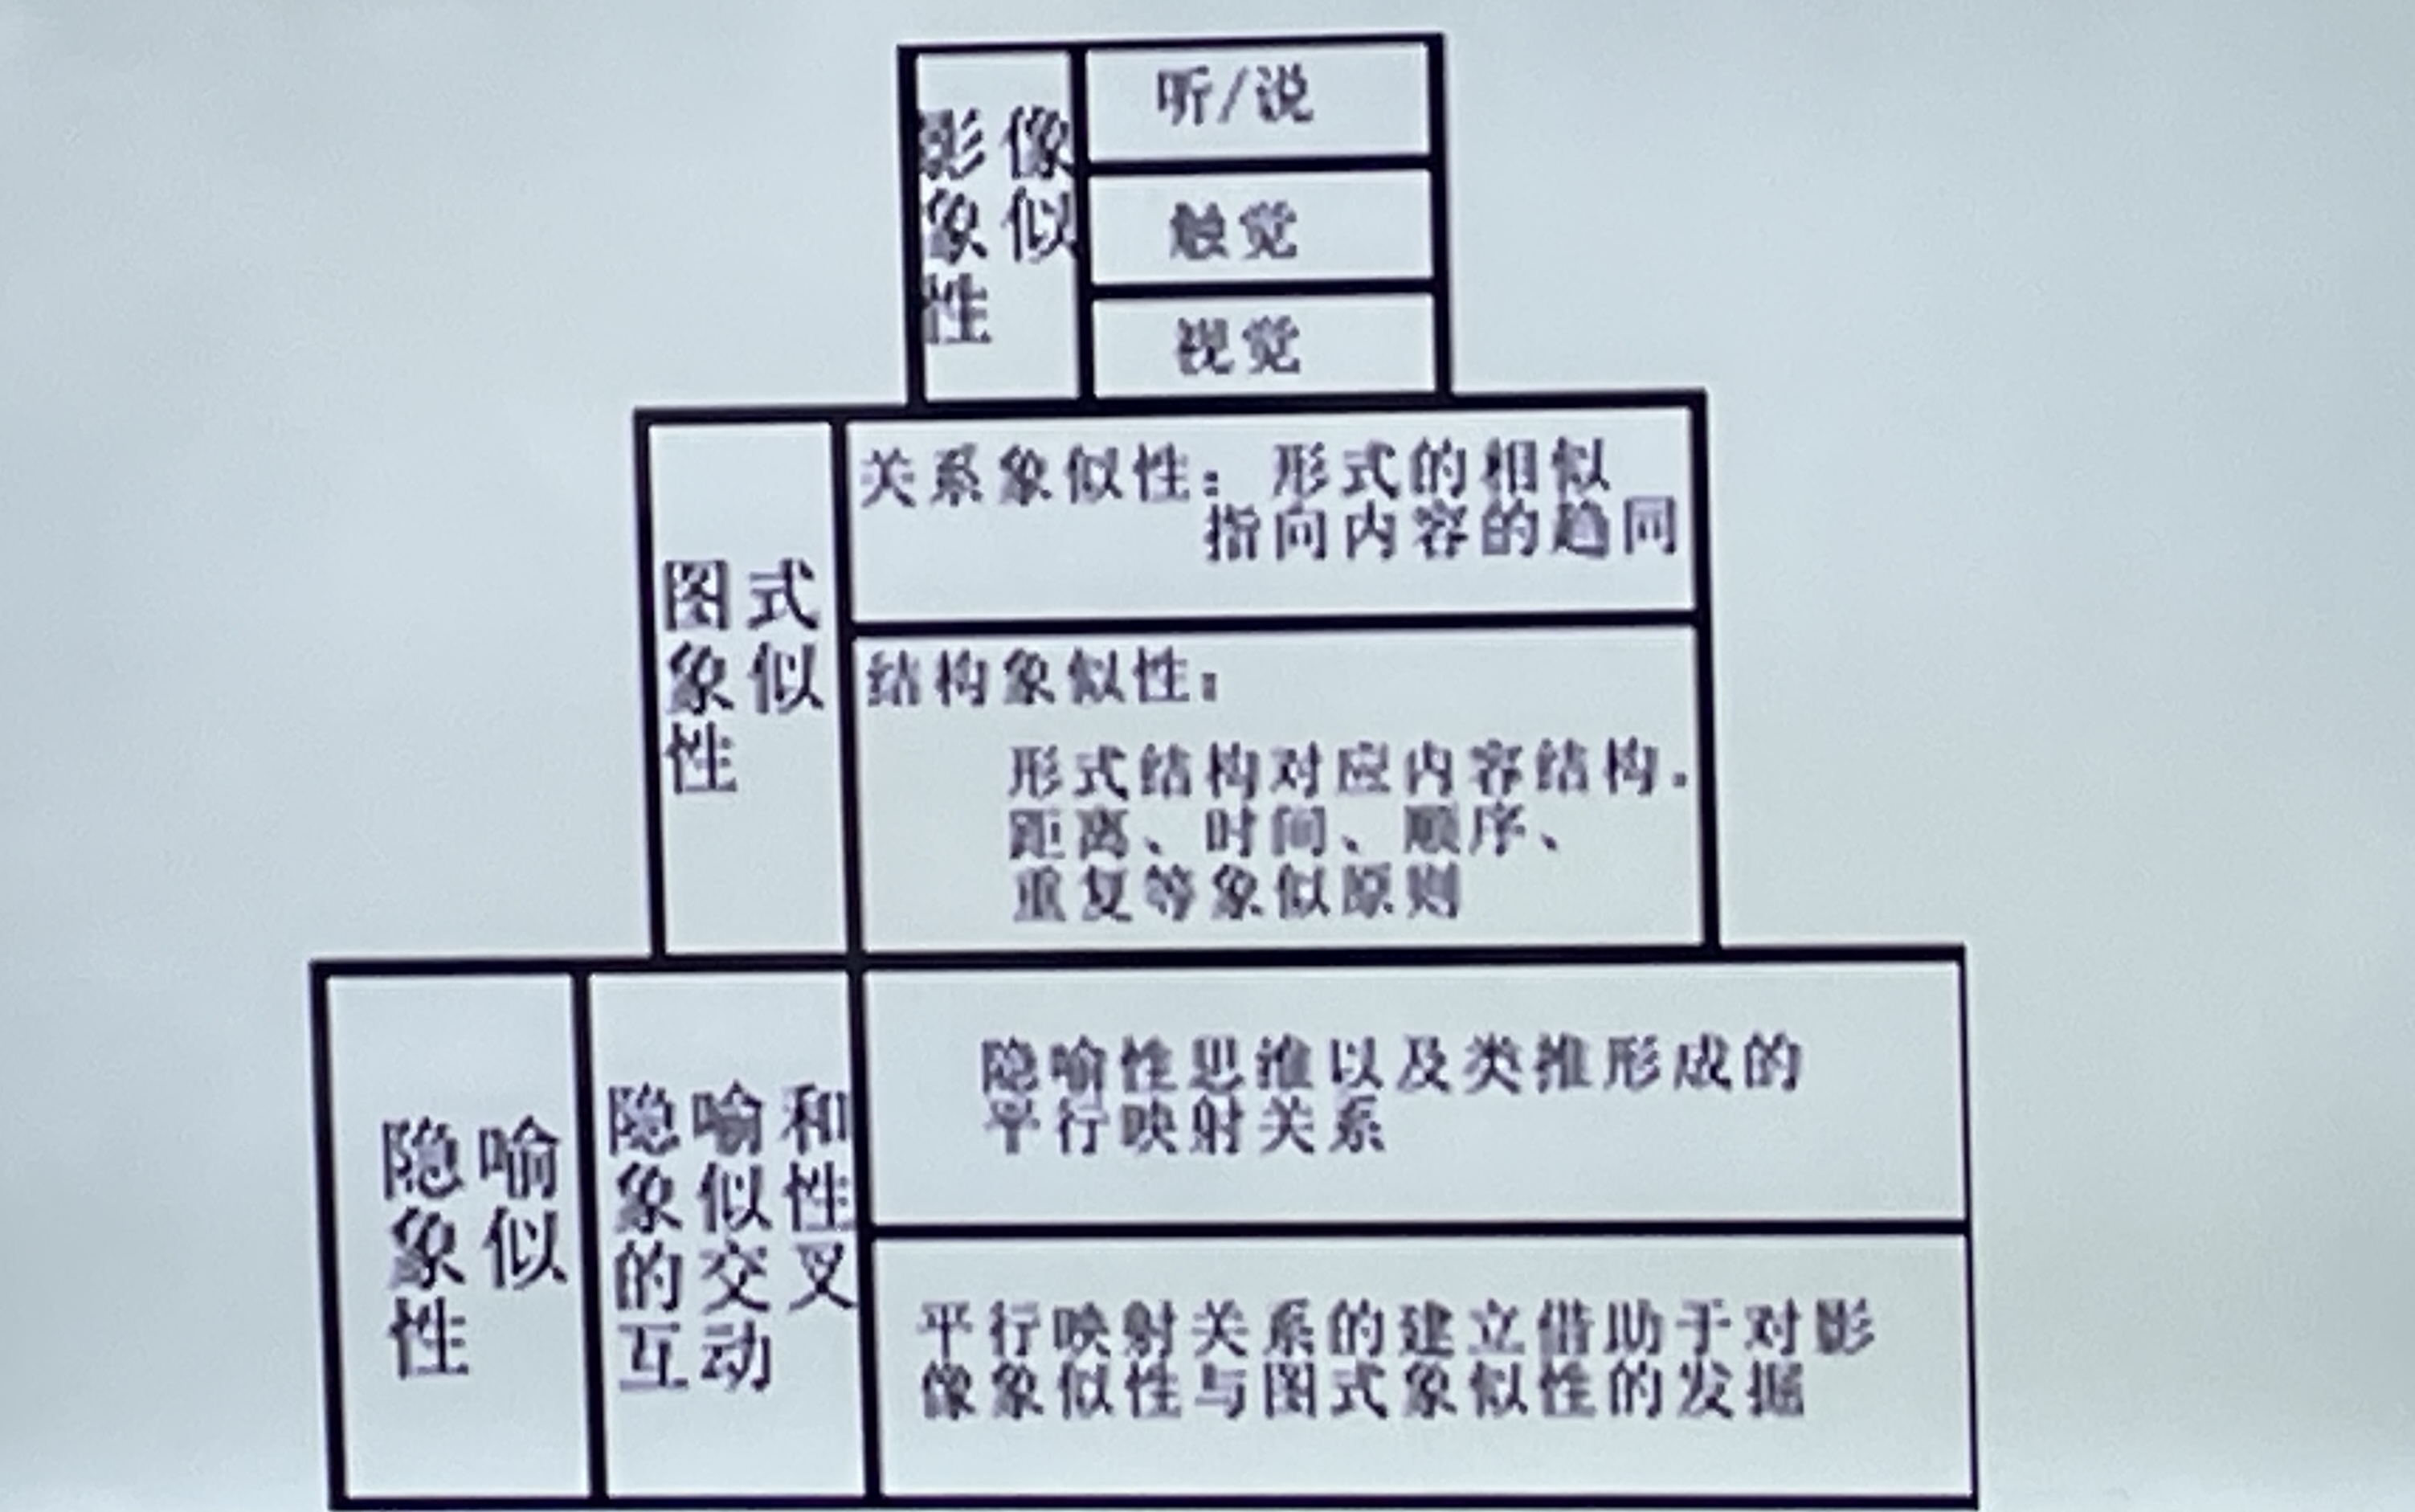 影像
象似
性
听/说
触觉
视觉
图式
象似
性
关系象似性：形式的相似
指向内容的趋同
结构象似性：
形式结构对应内容结构.
距离、时间、顺序、
重复等象似原则
隐喻
象似
性
隐喻和
象似性
的交叉
互动
隐喻性思维以及类推形成的
平行映射关系
平行映射关系的建立借助于对影
像象似性与图式象似性的发掘